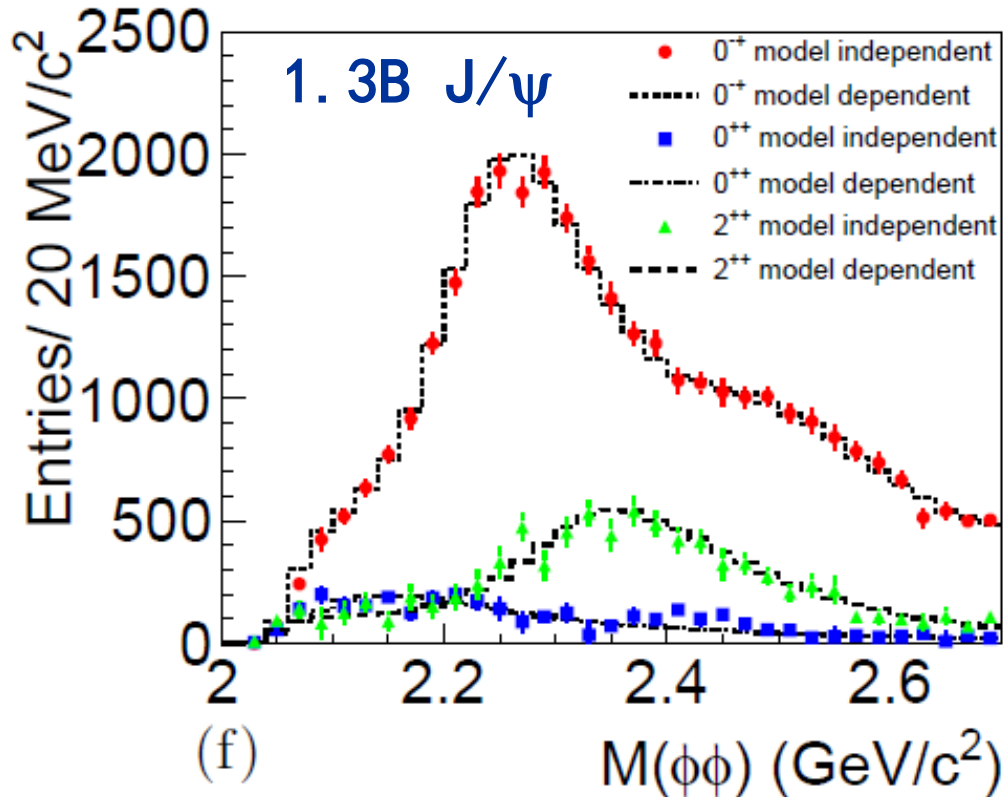 Entries/ 20 MeV/c²
2500
2000
1500
1000
500
0
1.3B J/ψ
0⁻⁺ model independent
0⁻⁺ model dependent
0⁺⁺ model independent
0⁺⁺ model dependent
2⁺⁺ model independent
2⁺⁺ model dependent
2 2.2 2.4 2.6
(f)
M(ϕϕ) (GeV/c²)